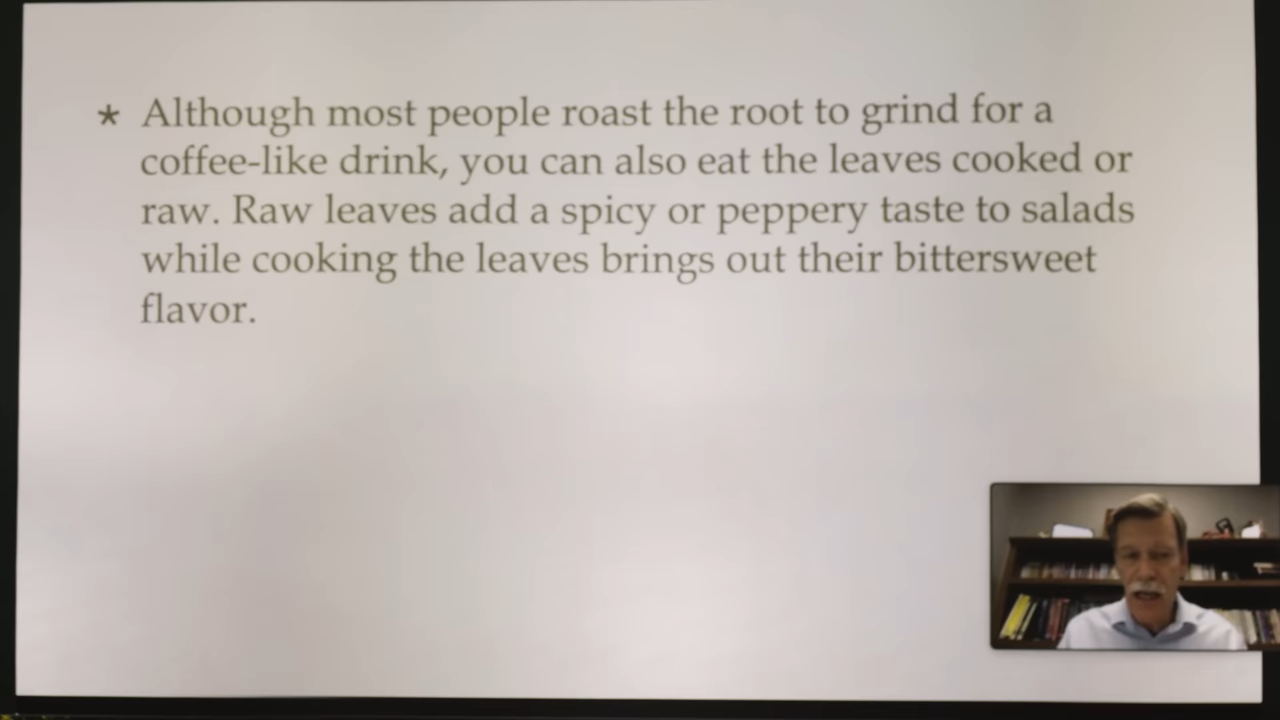 * Although most people roast the root to grind for a
coffee-like drink, you can also eat the leaves cooked or
raw. Raw leaves add a spicy or peppery taste to salads
while cooking the leaves brings out their bittersweet
flavor.